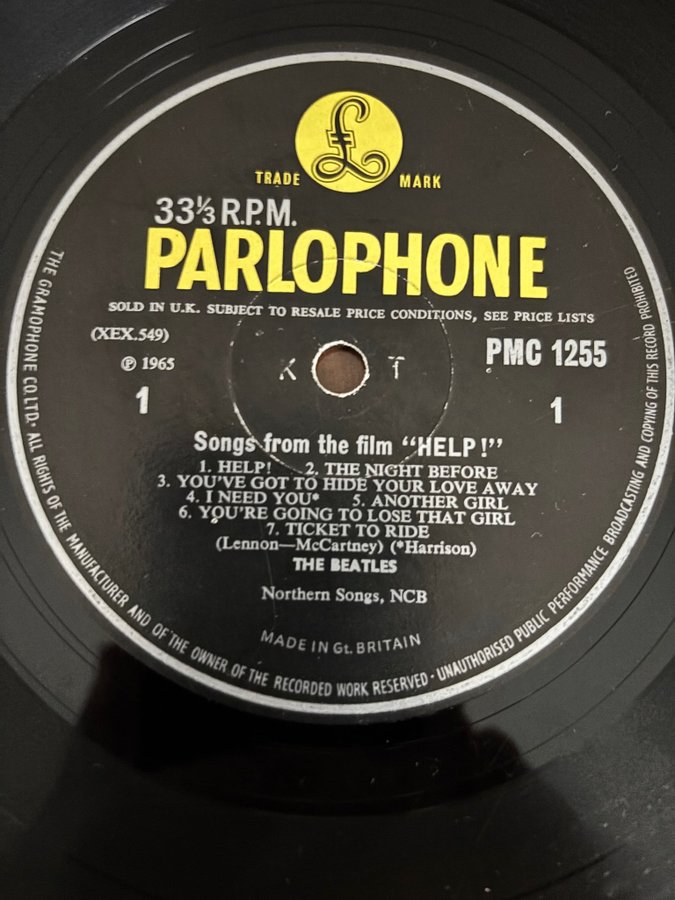 £
TRADE MARK
33⅓ R.P.M.
PARLOPHONE
SOLD IN U.K. SUBJECT TO RESALE PRICE CONDITIONS, SEE PRICE LISTS
(XEX.549)
℗ 1965
PMC 1255
K T
1 1
Songs from the film "HELP!"
1. HELP! 2. THE NIGHT BEFORE
3. YOU'VE GOT TO HIDE YOUR LOVE AWAY
4. I NEED YOU* 5. ANOTHER GIRL
6. YOU'RE GOING TO LOSE THAT GIRL
7. TICKET TO RIDE
(Lennon—McCartney) (*Harrison)
THE BEATLES
Northern Songs, NCB
MADE IN Gt. BRITAIN
THE GRAMOPHONE CO. LTD. ALL RIGHTS OF THE MANUFACTURER AND OF THE OWNER OF THE RECORDED WORK RESERVED · UNAUTHORISED PUBLIC PERFORMANCE BROADCASTING AND COPYING OF THIS RECORD PROHIBITED